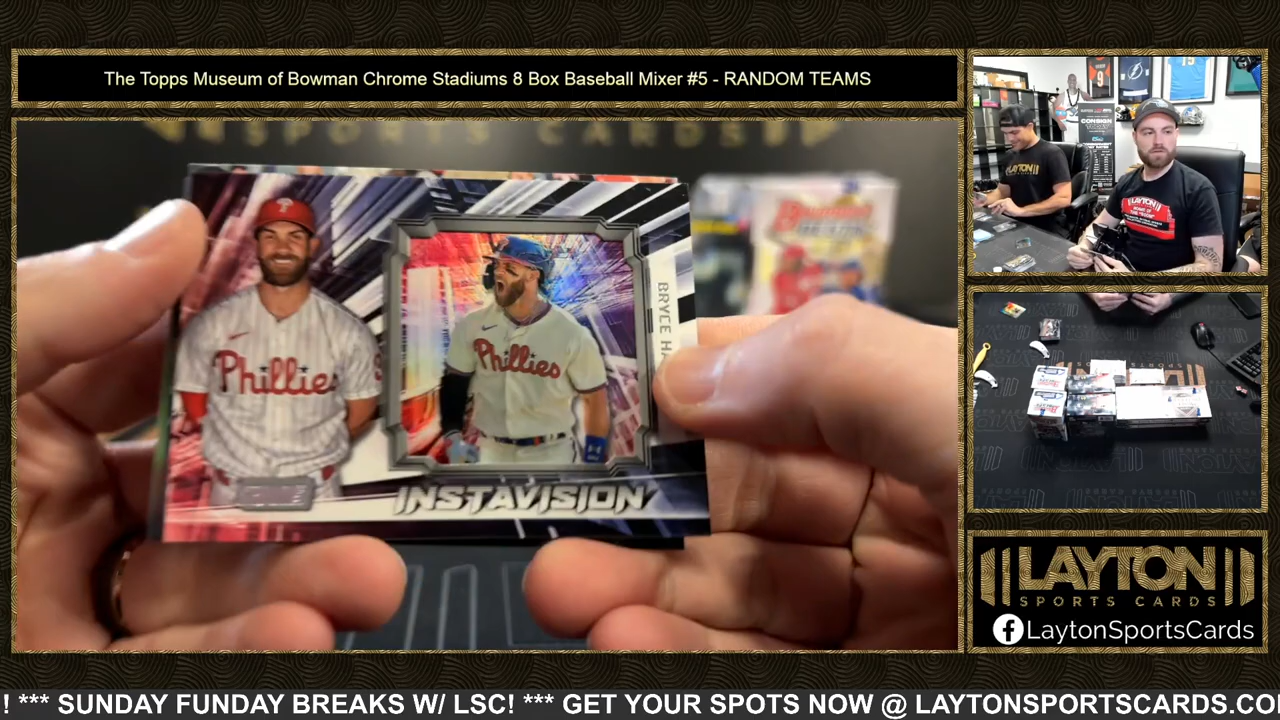 The Topps Museum of Bowman Chrome Stadiums 8 Box Baseball Mixer #5 - RANDOM TEAMS
Phillies
Phillies
BRYCE HA
INSTAVISION
CONSIGN
LAYTON
SPORTS CARDS
LaytonSportsCards
! *** SUNDAY FUNDAY BREAKS W/ LSC! *** GET YOUR SPOTS NOW @ LAYTONSPORTSCARDS.CO